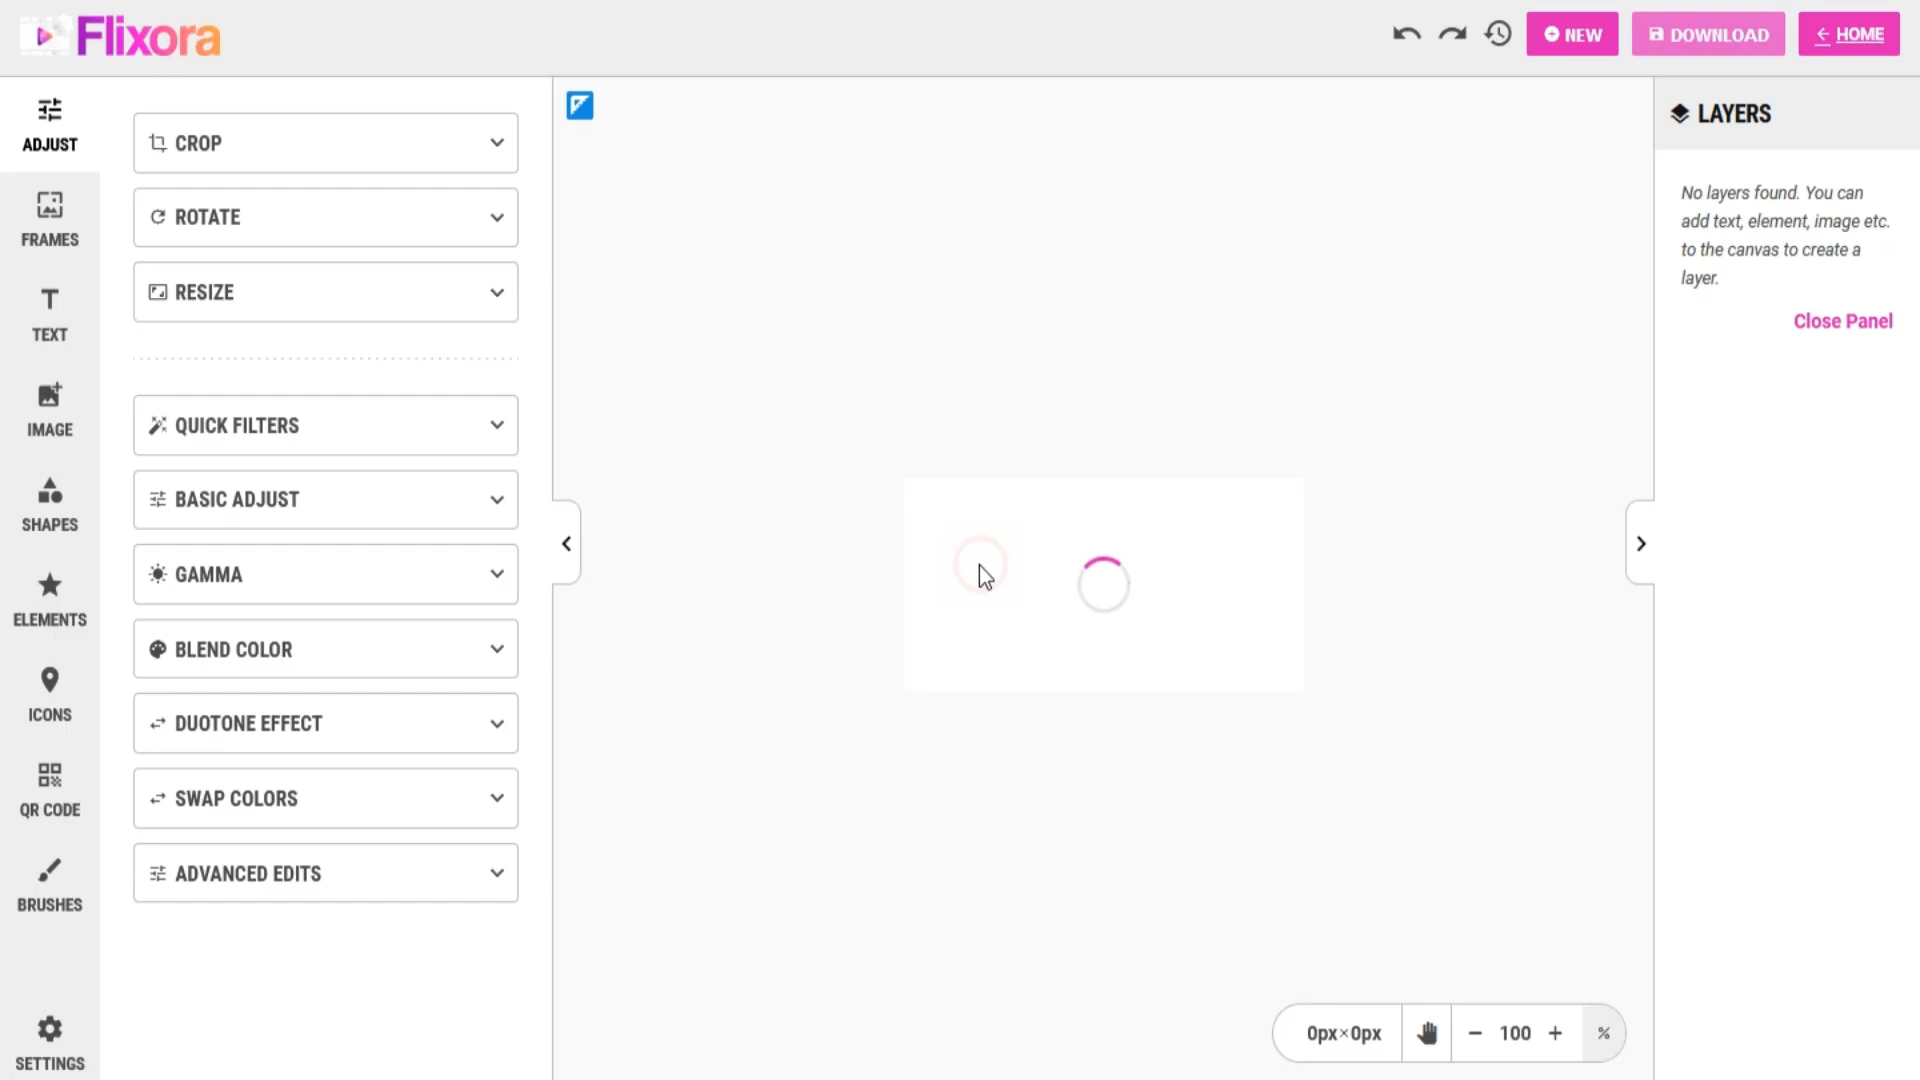 Flixora
NEW
DOWNLOAD
HOME
ADJUST
FRAMES
TEXT
IMAGE
SHAPES
ELEMENTS
ICONS
QR CODE
BRUSHES
SETTINGS
CROP
ROTATE
RESIZE
QUICK FILTERS
BASIC ADJUST
GAMMA
BLEND COLOR
DUOTONE EFFECT
SWAP COLORS
ADVANCED EDITS
0px×0px
100
%
LAYERS
No layers found. You can
add text, element, image etc.
to the canvas to create a
layer.
Close Panel